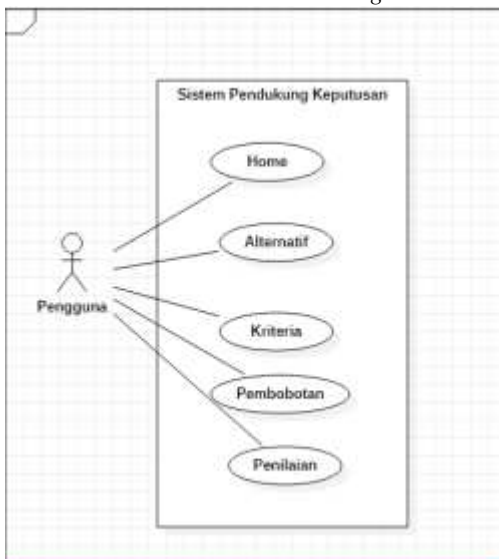 Sistem Pendukung Keputusan
Home
Alternatif
Pengguna
Kriteria
Pembobotan
Penilaian